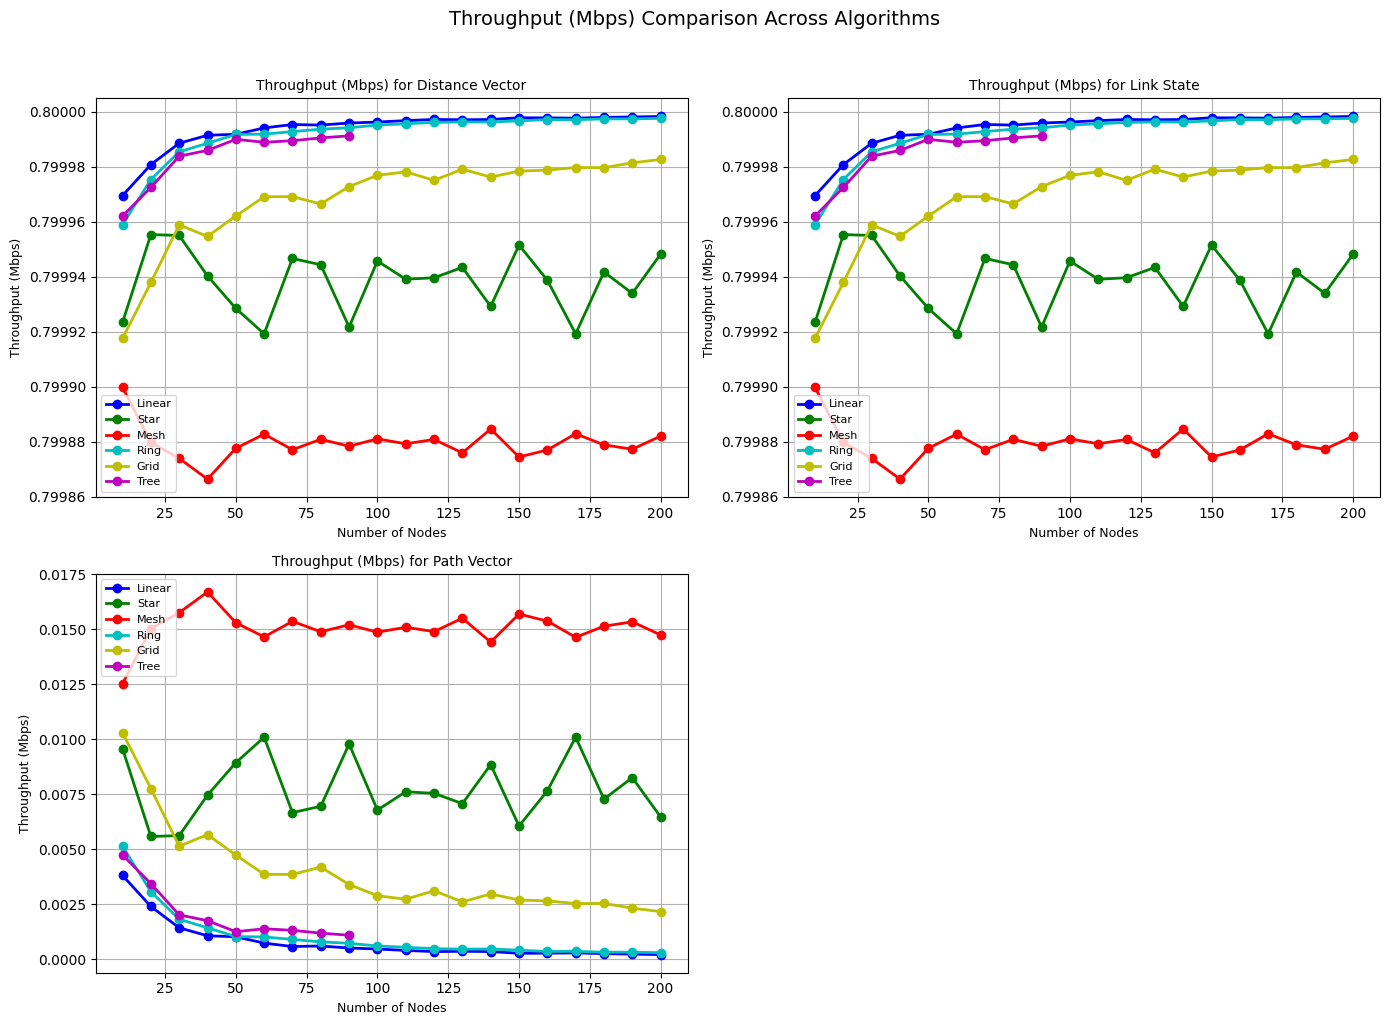 Throughput (Mbps) Comparison Across Algorithms
Throughput (Mbps) for Distance Vector
0.80000
0.79998
0.79996
0.79994
0.79992
0.79990
0.79988
0.79986
Throughput (Mbps)
Linear
Star
Mesh
Ring
Grid
Tree
25 50 75 100 125 150 175 200
Number of Nodes
Throughput (Mbps) for Link State
0.80000
0.79998
0.79996
0.79994
0.79992
0.79990
0.79988
0.79986
Throughput (Mbps)
Linear
Star
Mesh
Ring
Grid
Tree
25 50 75 100 125 150 175 200
Number of Nodes
Throughput (Mbps) for Path Vector
0.0175
0.0150
0.0125
0.0100
0.0075
0.0050
0.0025
0.0000
Throughput (Mbps)
Linear
Star
Mesh
Ring
Grid
Tree
25 50 75 100 125 150 175 200
Number of Nodes